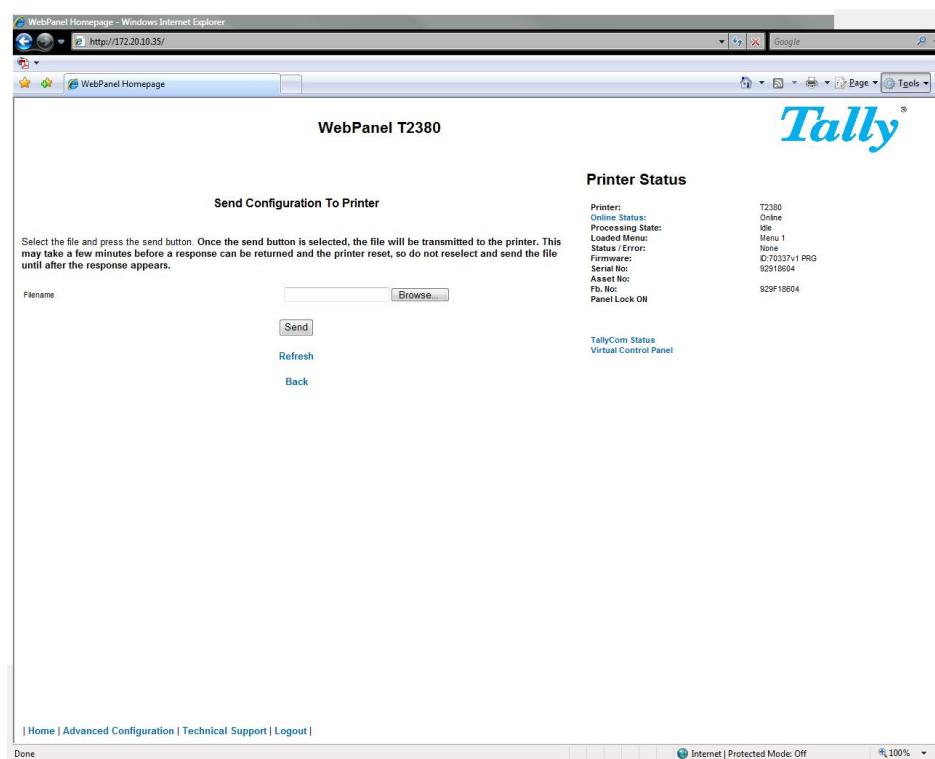 WebPanel Homepage - Windows Internet Explorer
http://172.20.10.35/
Google
WebPanel Homepage
Page
Tools
WebPanel T2380
Tally®
Printer Status
Send Configuration To Printer
Printer: T2380
Online Status: Online
Processing State: Idle
Loaded Menu: Menu 1
Status / Error: None
Firmware: ID:70337v1 PRG
Serial No: 92918604
Asset No:
Fb. No: 929F18604
Panel Lock ON
Select the file and press the send button. Once the send button is selected, the file will be transmitted to the printer. This
may take a few minutes before a response can be returned and the printer reset, so do not reselect and send the file
until after the response appears.
Filename
Browse...
Send
TallyCom Status
Virtual Control Panel
Refresh
Back
| Home | Advanced Configuration | Technical Support | Logout |
Done
Internet | Protected Mode: Off
100%